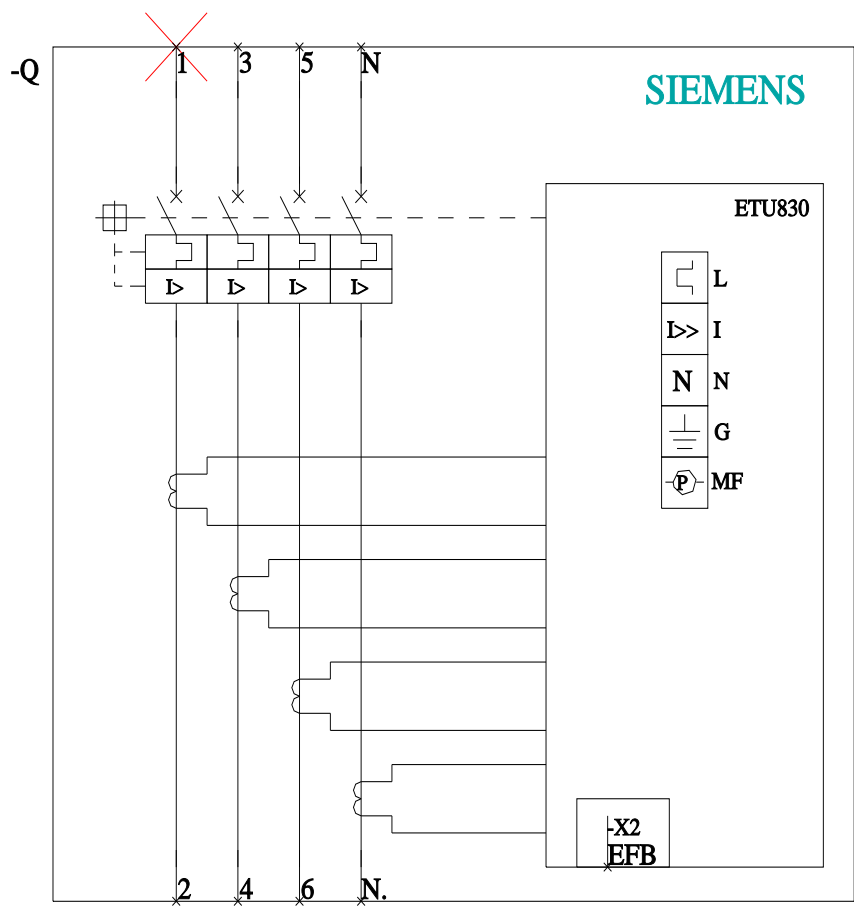 -Q 1 3 5 N
SIEMENS
ETU830
L
I> I> I> I>
I>> I
N N
G
P MF
-X2
EFB
2 4 6 N.